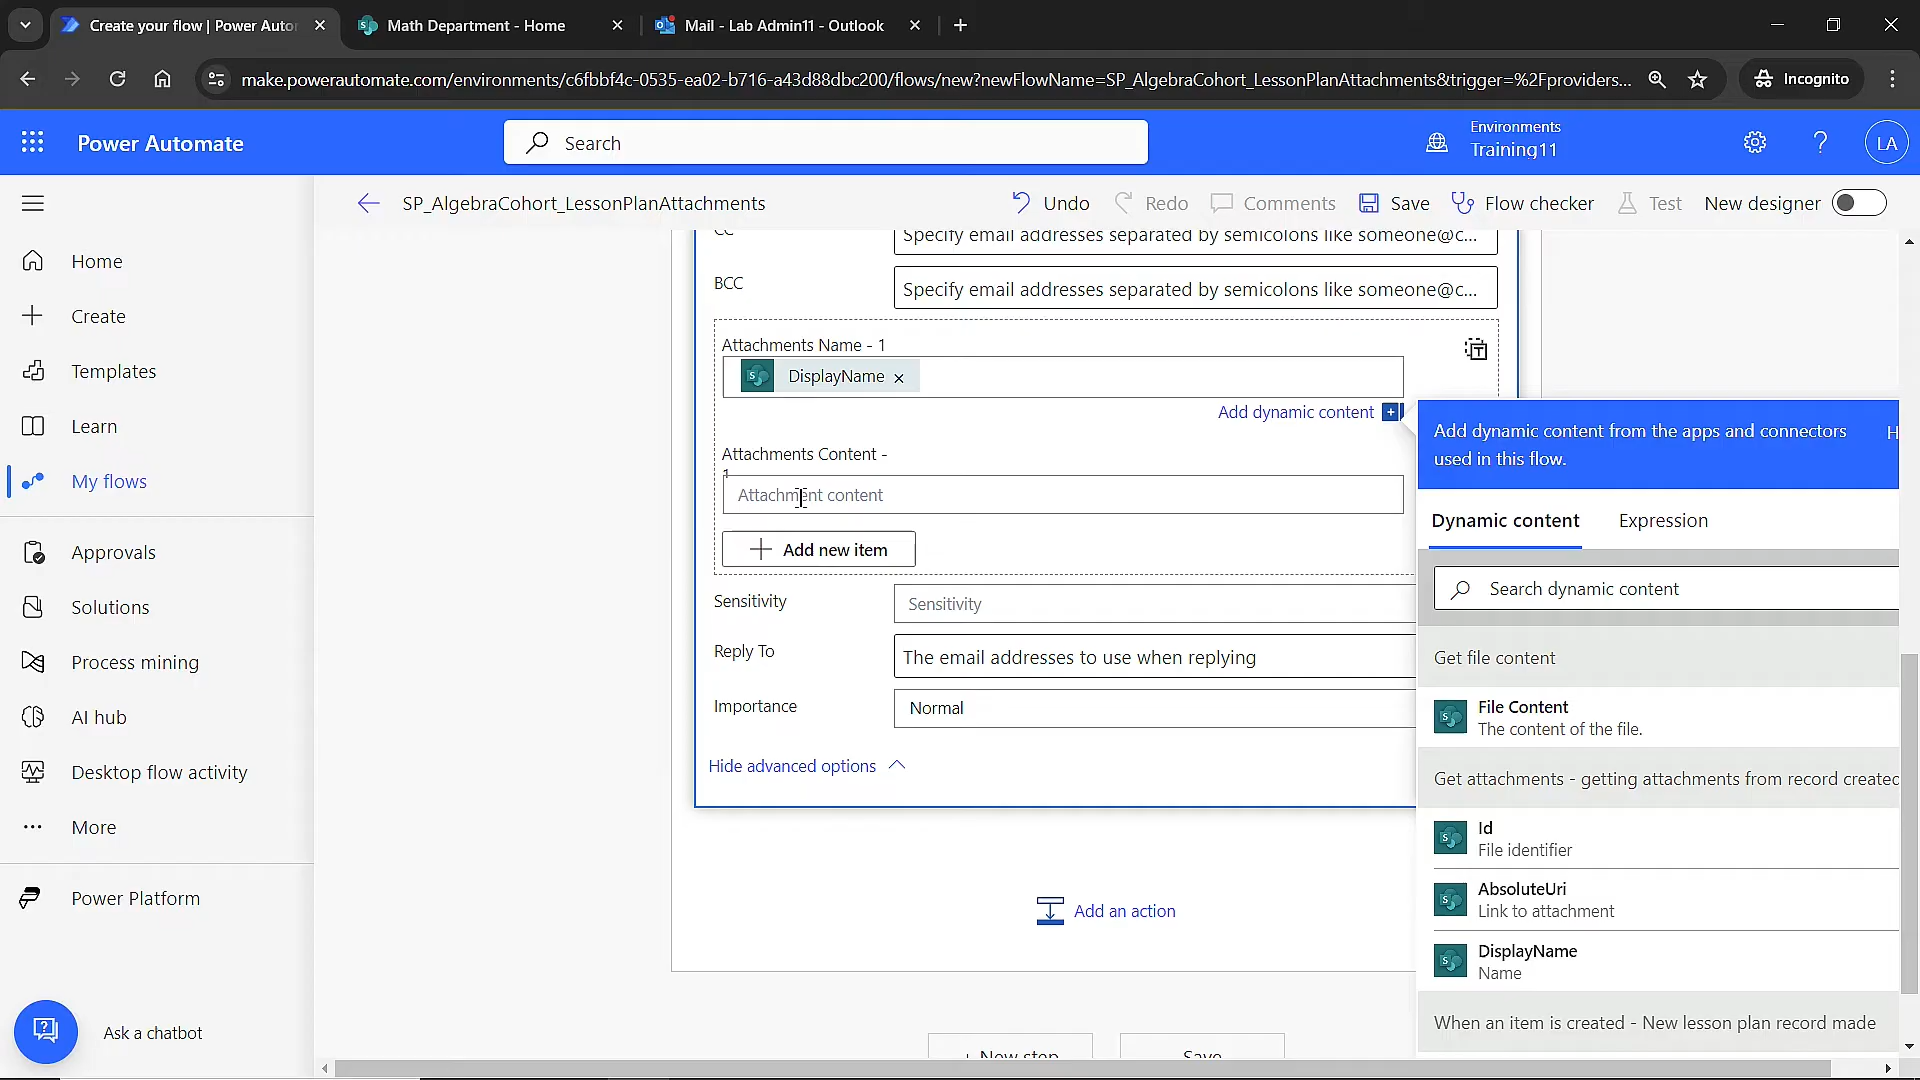 Create your flow | Power Auto
Math Department - Home
Mail - Lab Admin11 - Outlook
make.powerautomate.com/environments/c6fbbf4c-0535-ea02-b716-a43d88dbc200/flows/new?newFlowName=SP_AlgebraCohort_LessonPlanAttachments&trigger=%2Fproviders...
Incognito
Power Automate
Search
Environments
Training11
LA
SP_AlgebraCohort_LessonPlanAttachments
Undo
Redo
Comments
Save
Flow checker
Test
New designer
Home
Create
Templates
Learn
My flows
Approvals
Solutions
Process mining
AI hub
Desktop flow activity
More
Power Platform
Ask a chatbot
CC
Specify email addresses separated by semicolons like someone@c...
BCC
Specify email addresses separated by semicolons like someone@c...
Attachments Name - 1
DisplayName
Add dynamic content
Attachments Content -
1
Attachment content
Add new item
Sensitivity
Sensitivity
Reply To
The email addresses to use when replying
Importance
Normal
Hide advanced options
Add an action
+ New step
Save
Add dynamic content from the apps and connectors
used in this flow.
H
Dynamic content
Expression
Search dynamic content
Get file content
File Content
The content of the file.
Get attachments - getting attachments from record created
Id
File identifier
AbsoluteUri
Link to attachment
DisplayName
Name
When an item is created - New lesson plan record made